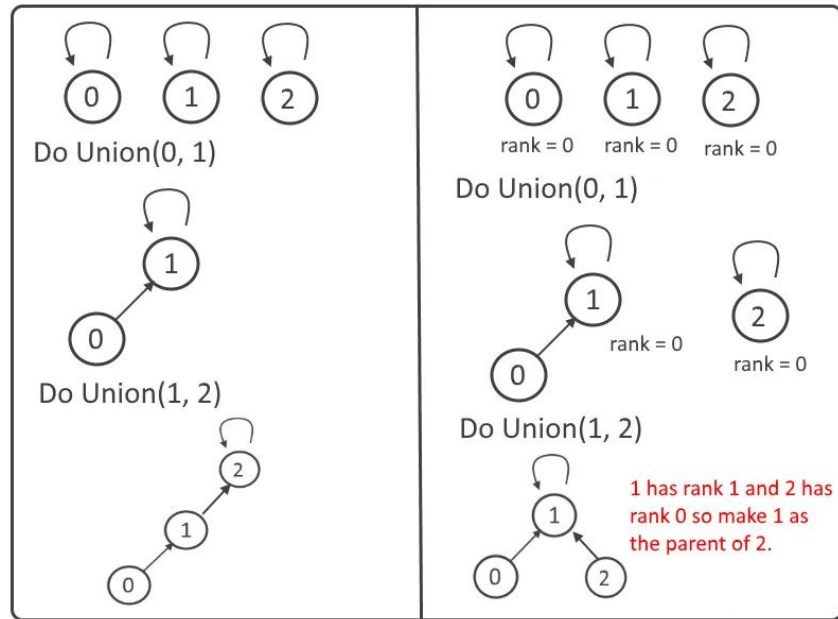 0 1 2
Do Union(0, 1)
1
0
Do Union(1, 2)
2
1
0
0 1 2
rank = 0 rank = 0 rank = 0
Do Union(0, 1)
1
2
rank = 0
rank = 0
0
Do Union(1, 2)
1
0 2
1 has rank 1 and 2 has
rank 0 so make 1 as
the parent of 2.